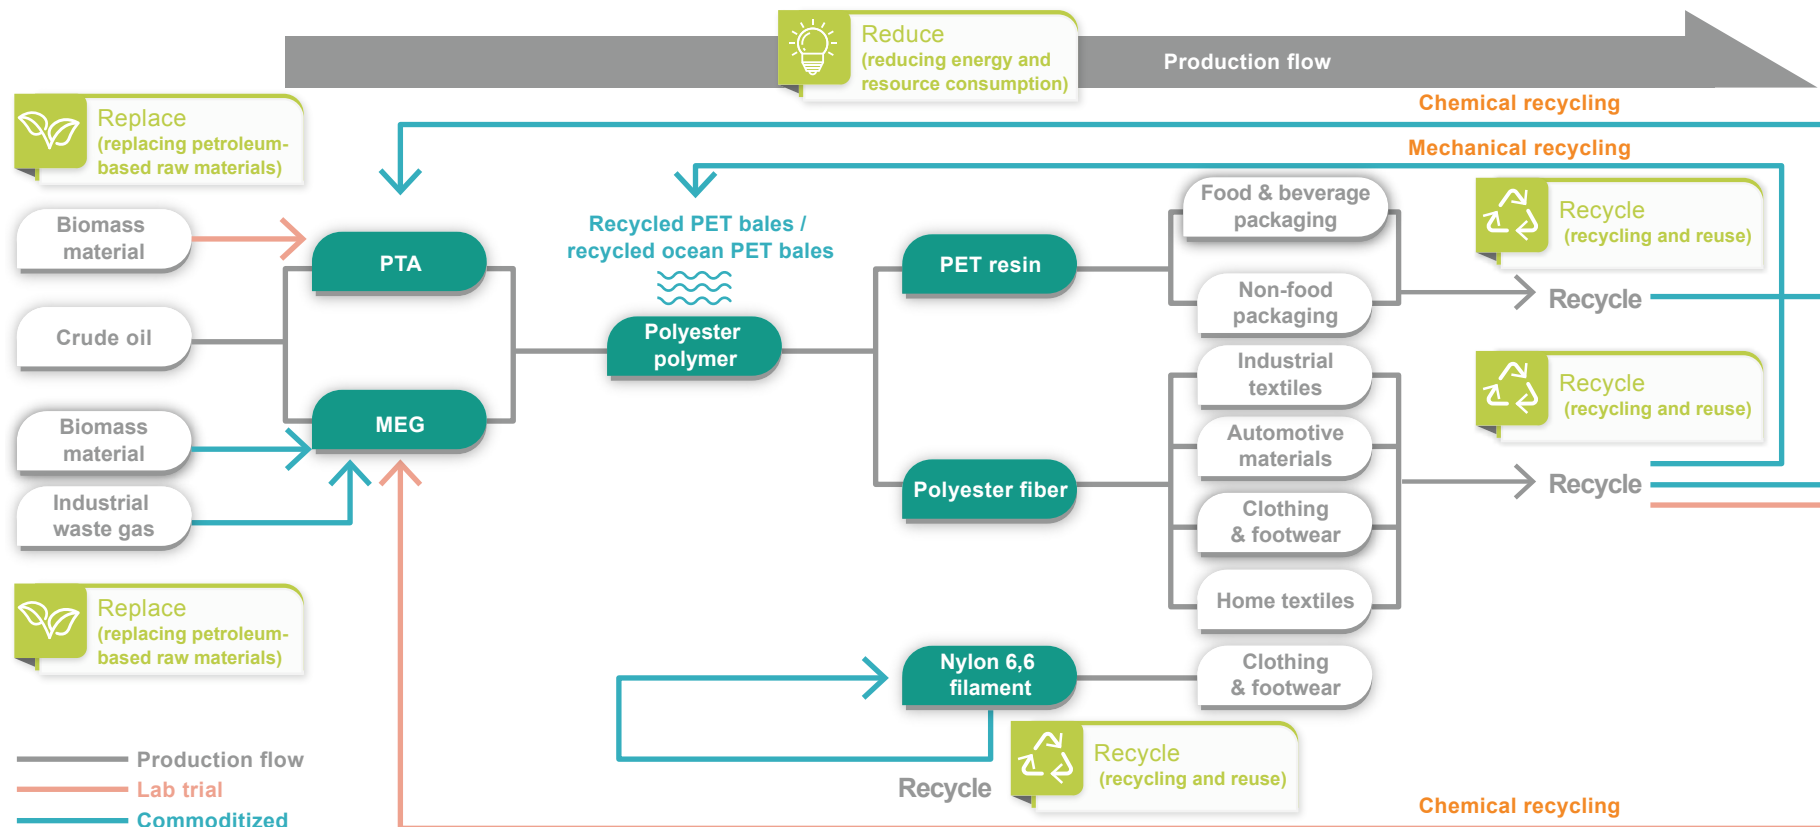 Reduce
(reducing energy and
resource consumption)
Production flow
Chemical recycling
Replace
(replacing petroleum-
based raw materials)
Mechanical recycling
Biomass
material
PTA
Recycled PET bales /
recycled ocean PET bales
PET resin
Food & beverage
packaging
Recycle
(recycling and reuse)
Non-food
packaging
Recycle
Crude oil
Polyester
polymer
Industrial
textiles
Recycle
(recycling and reuse)
Biomass
material
MEG
Automotive
materials
Industrial
waste gas
Polyester fiber
Clothing
& footwear
Recycle
Home textiles
Replace
(replacing petroleum-
based raw materials)
Nylon 6,6
filament
Clothing
& footwear
Recycle
Recycle
(recycling and reuse)
Production flow
Lab trial
Commoditized
Chemical recycling